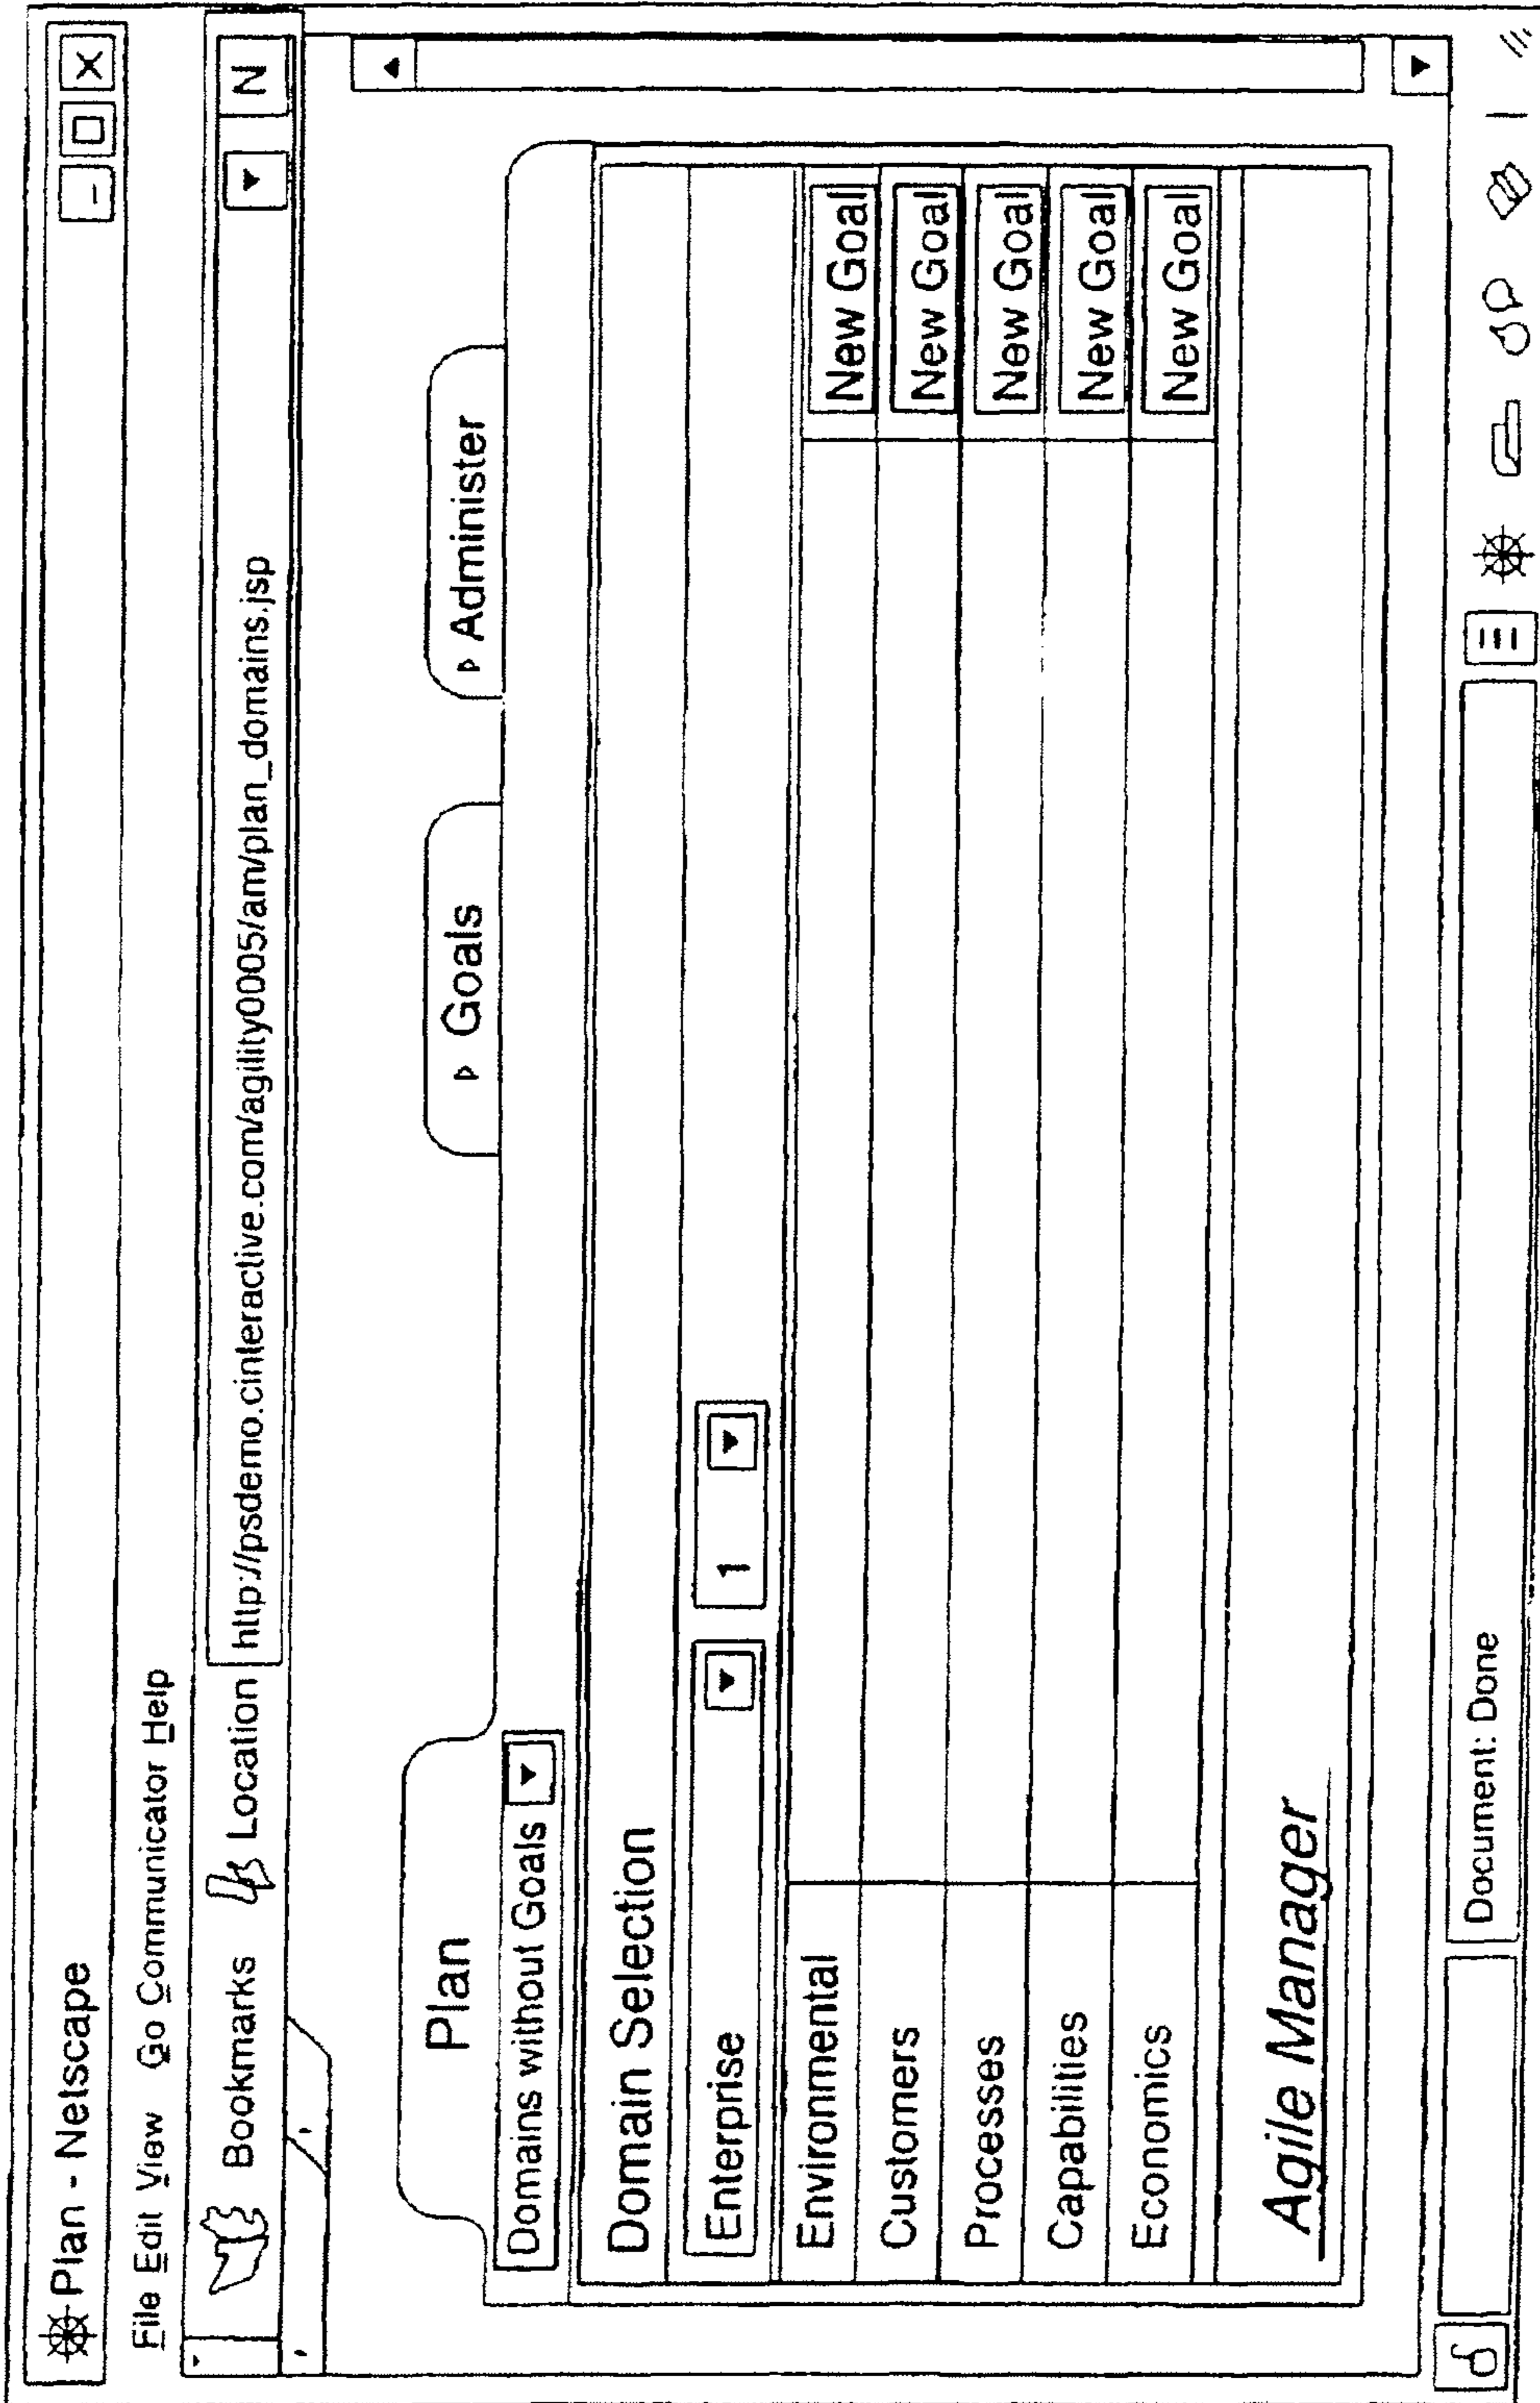 Plan - Netscape
File Edit View Go Communicator Help
Bookmarks Location http://psdemo.cinteractive.com/agility0005/am/plan_domains.jsp N
Plan Goals Administer
Domains without Goals
Domain Selection
Enterprise 1
Environmental New Goal
Customers New Goal
Processes New Goal
Capabilities New Goal
Economics New Goal
Agile Manager
Document: Done